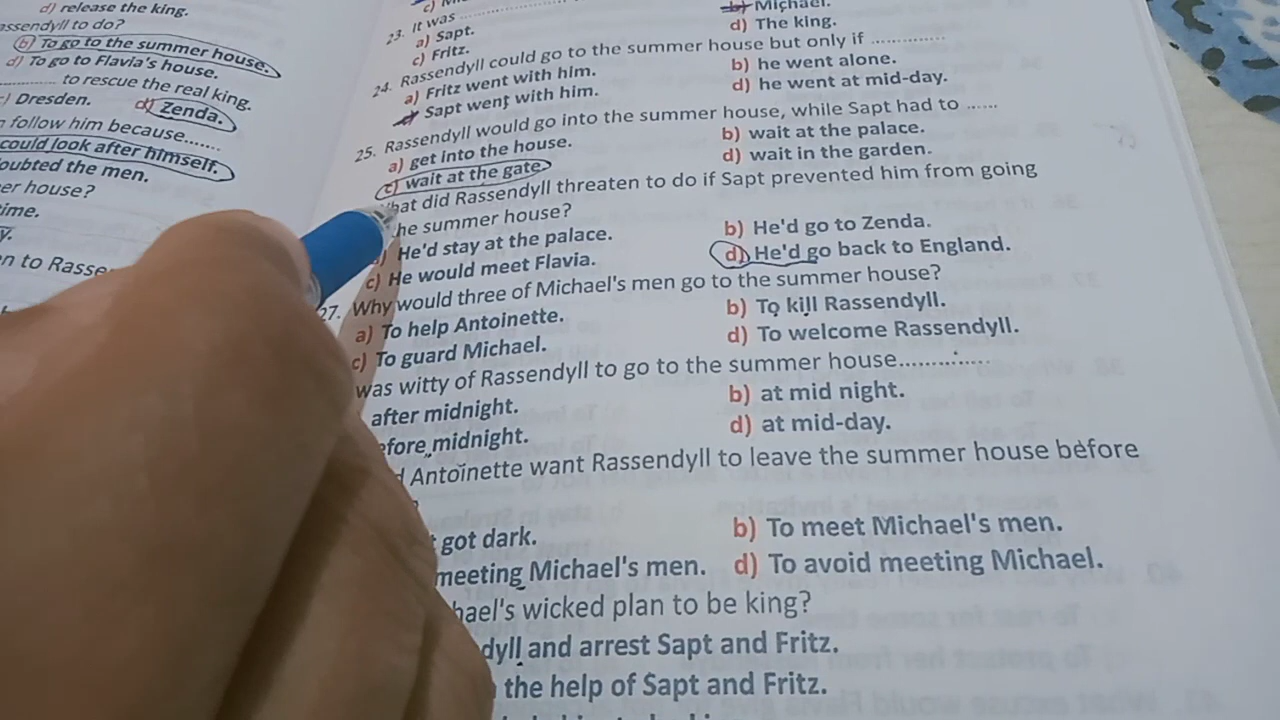 d) release the king.
assendyll to do?
b) To go to the summer house.
d) To go to Flavia's house.
............ to rescue the real king.
c) Dresden. d) Zenda.
follow him because.......
could look after himself.
oubted the men.
er house?
ime.
y.
n to Rasse
c)
b) Michael.
23. It was ................
a) Sapt.
d) The king.
c) Fritz.
24. Rassendyll could go to the summer house but only if ..............
a) Fritz went with him. b) he went alone.
Sapt went with him. d) he went at mid-day.
25. Rassendyll would go into the summer house, while Sapt had to ......
a) get into the house. b) wait at the palace.
c) wait at the gate. d) wait in the garden.
hat did Rassendyll threaten to do if Sapt prevented him from going
he summer house?
) He'd stay at the palace. b) He'd go to Zenda.
c) He would meet Flavia. d) He'd go back to England.
27. Why would three of Michael's men go to the summer house?
a) To help Antoinette. b) To kill Rassendyll.
c) To guard Michael. d) To welcome Rassendyll.
was witty of Rassendyll to go to the summer house...............
after midnight. b) at mid night.
efore midnight. d) at mid-day.
d Antoinette want Rassendyll to leave the summer house before
?
t got dark. b) To meet Michael's men.
meeting Michael's men. d) To avoid meeting Michael.
hael's wicked plan to be king?
dyll and arrest Sapt and Fritz.
the help of Sapt and Fritz.